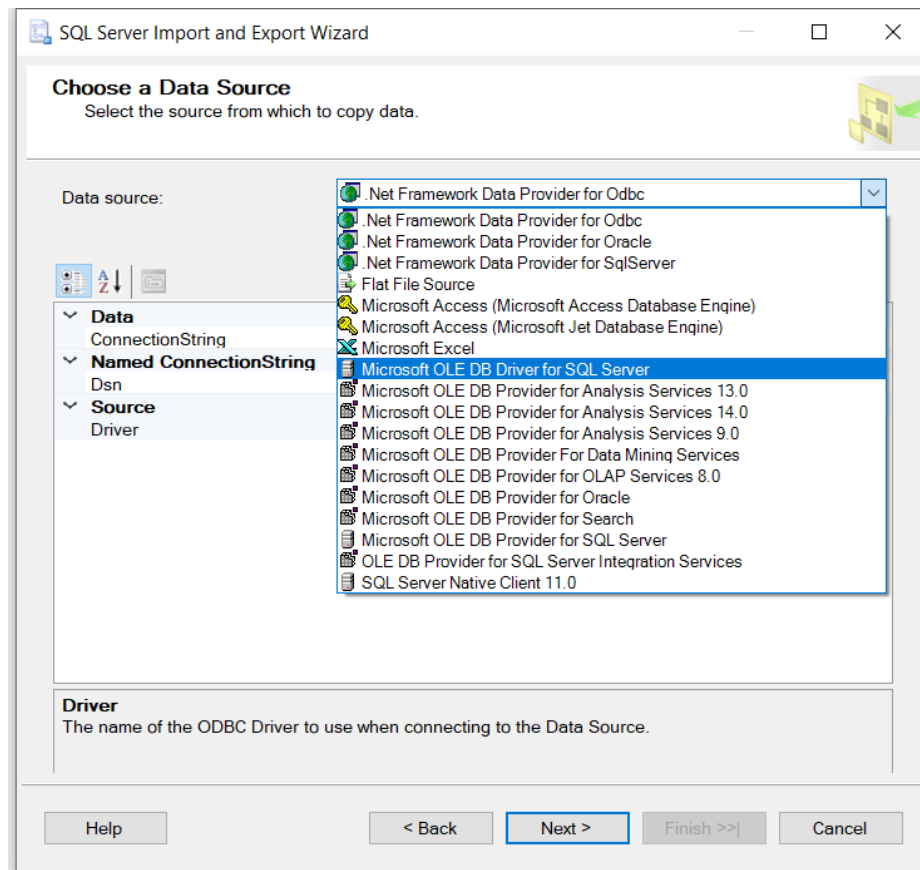 SQL Server Import and Export Wizard
Choose a Data Source
Select the source from which to copy data.
Data source:
.Net Framework Data Provider for Odbc
.Net Framework Data Provider for Odbc
.Net Framework Data Provider for Oracle
.Net Framework Data Provider for SqlServer
Flat File Source
Microsoft Access (Microsoft Access Database Engine)
Microsoft Access (Microsoft Jet Database Engine)
Microsoft Excel
Microsoft OLE DB Driver for SQL Server
Microsoft OLE DB Provider for Analysis Services 13.0
Microsoft OLE DB Provider for Analysis Services 14.0
Microsoft OLE DB Provider for Analysis Services 9.0
Microsoft OLE DB Provider For Data Mining Services
Microsoft OLE DB Provider for OLAP Services 8.0
Microsoft OLE DB Provider for Oracle
Microsoft OLE DB Provider for Search
Microsoft OLE DB Provider for SQL Server
OLE DB Provider for SQL Server Integration Services
SQL Server Native Client 11.0
Data
ConnectionString
Named ConnectionString
Dsn
Source
Driver
Driver
The name of the ODBC Driver to use when connecting to the Data Source.
Help
< Back
Next >
Finish >>|
Cancel